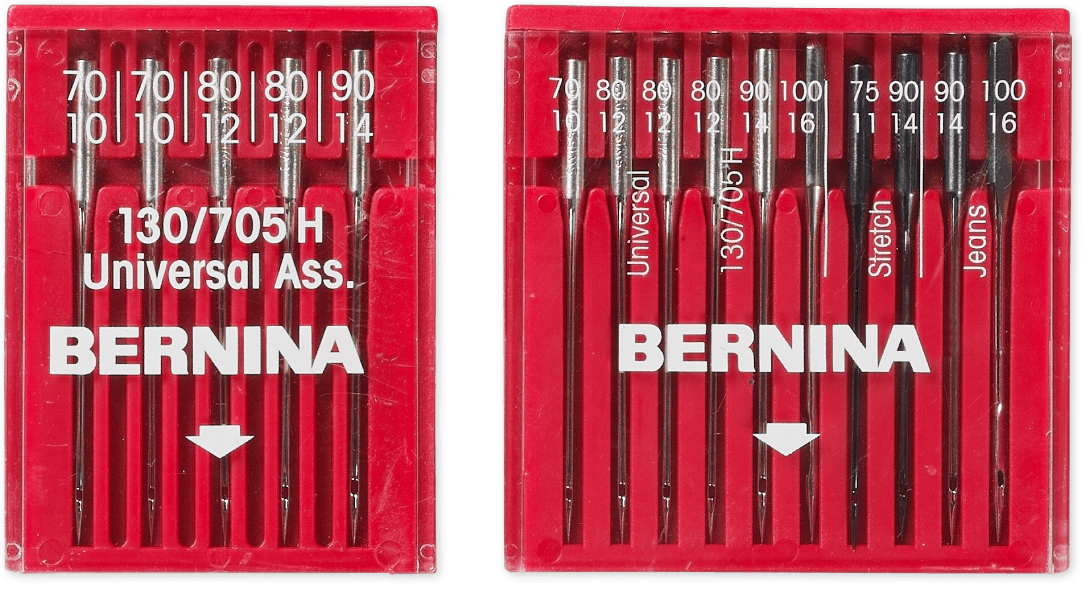 70 70 80 80 90
10 10 12 12 14
130/705 H
Universal Ass.
BERNINA
70 80 80 80 90 100 75 90 90 100
10 12 12 12 14 16 11 14 14 16
Universal
130/705 H
Stretch
Jeans
BERNINA